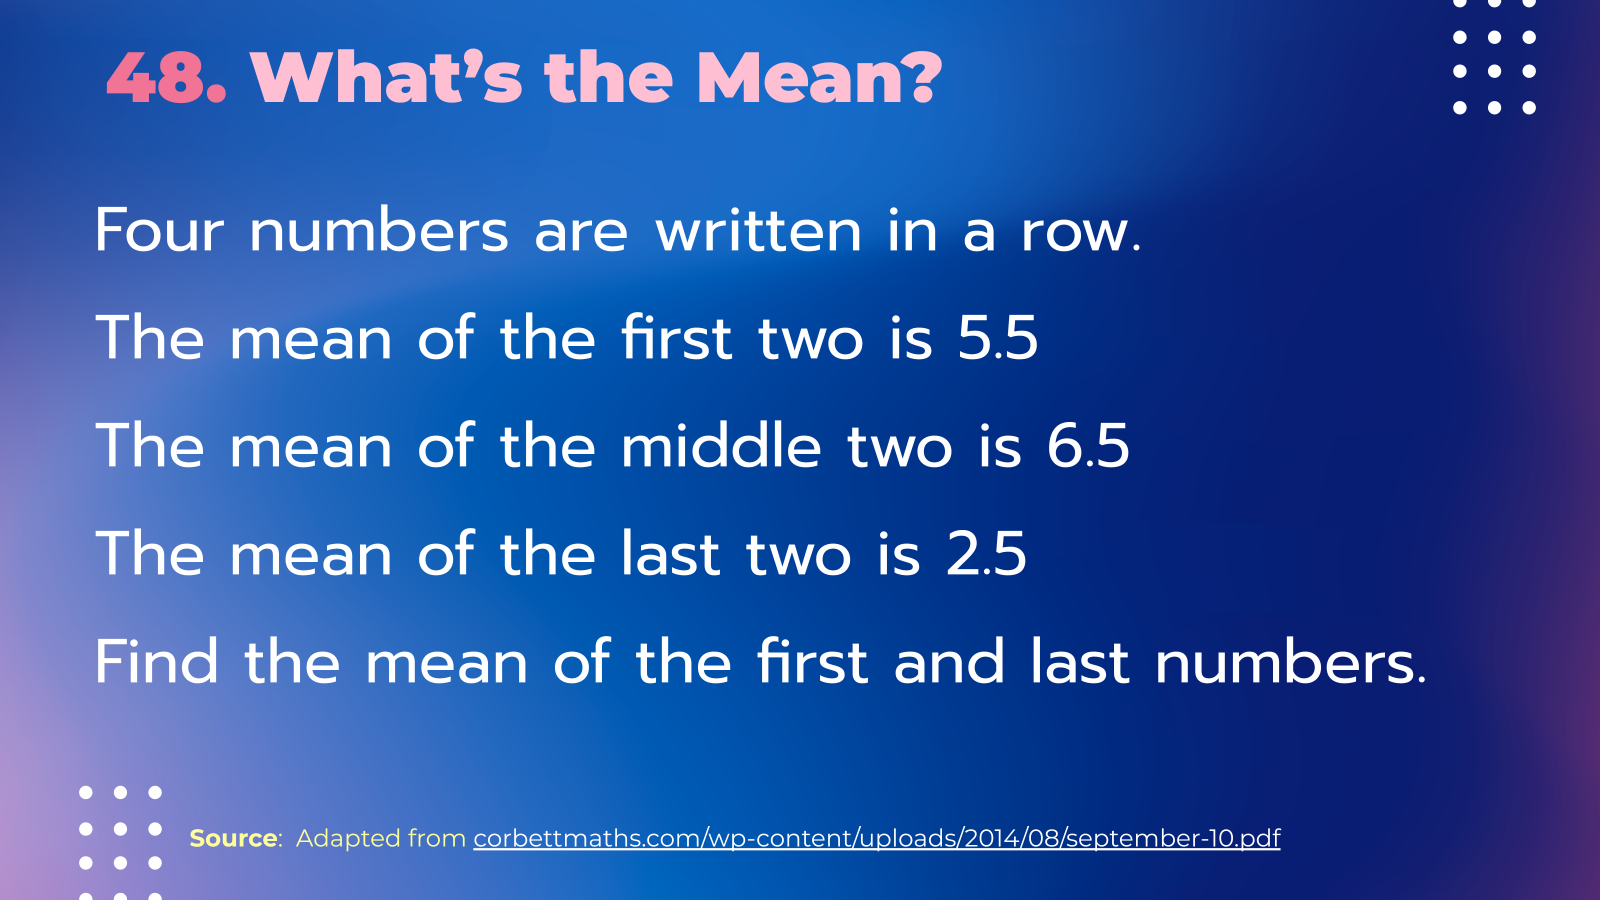 48. What’s the Mean?
Four numbers are written in a row.
The mean of the first two is 5.5
The mean of the middle two is 6.5
The mean of the last two is 2.5
Find the mean of the first and last numbers.
Source:  Adapted from corbettmaths.com/wp-content/uploads/2014/08/september-10.pdf